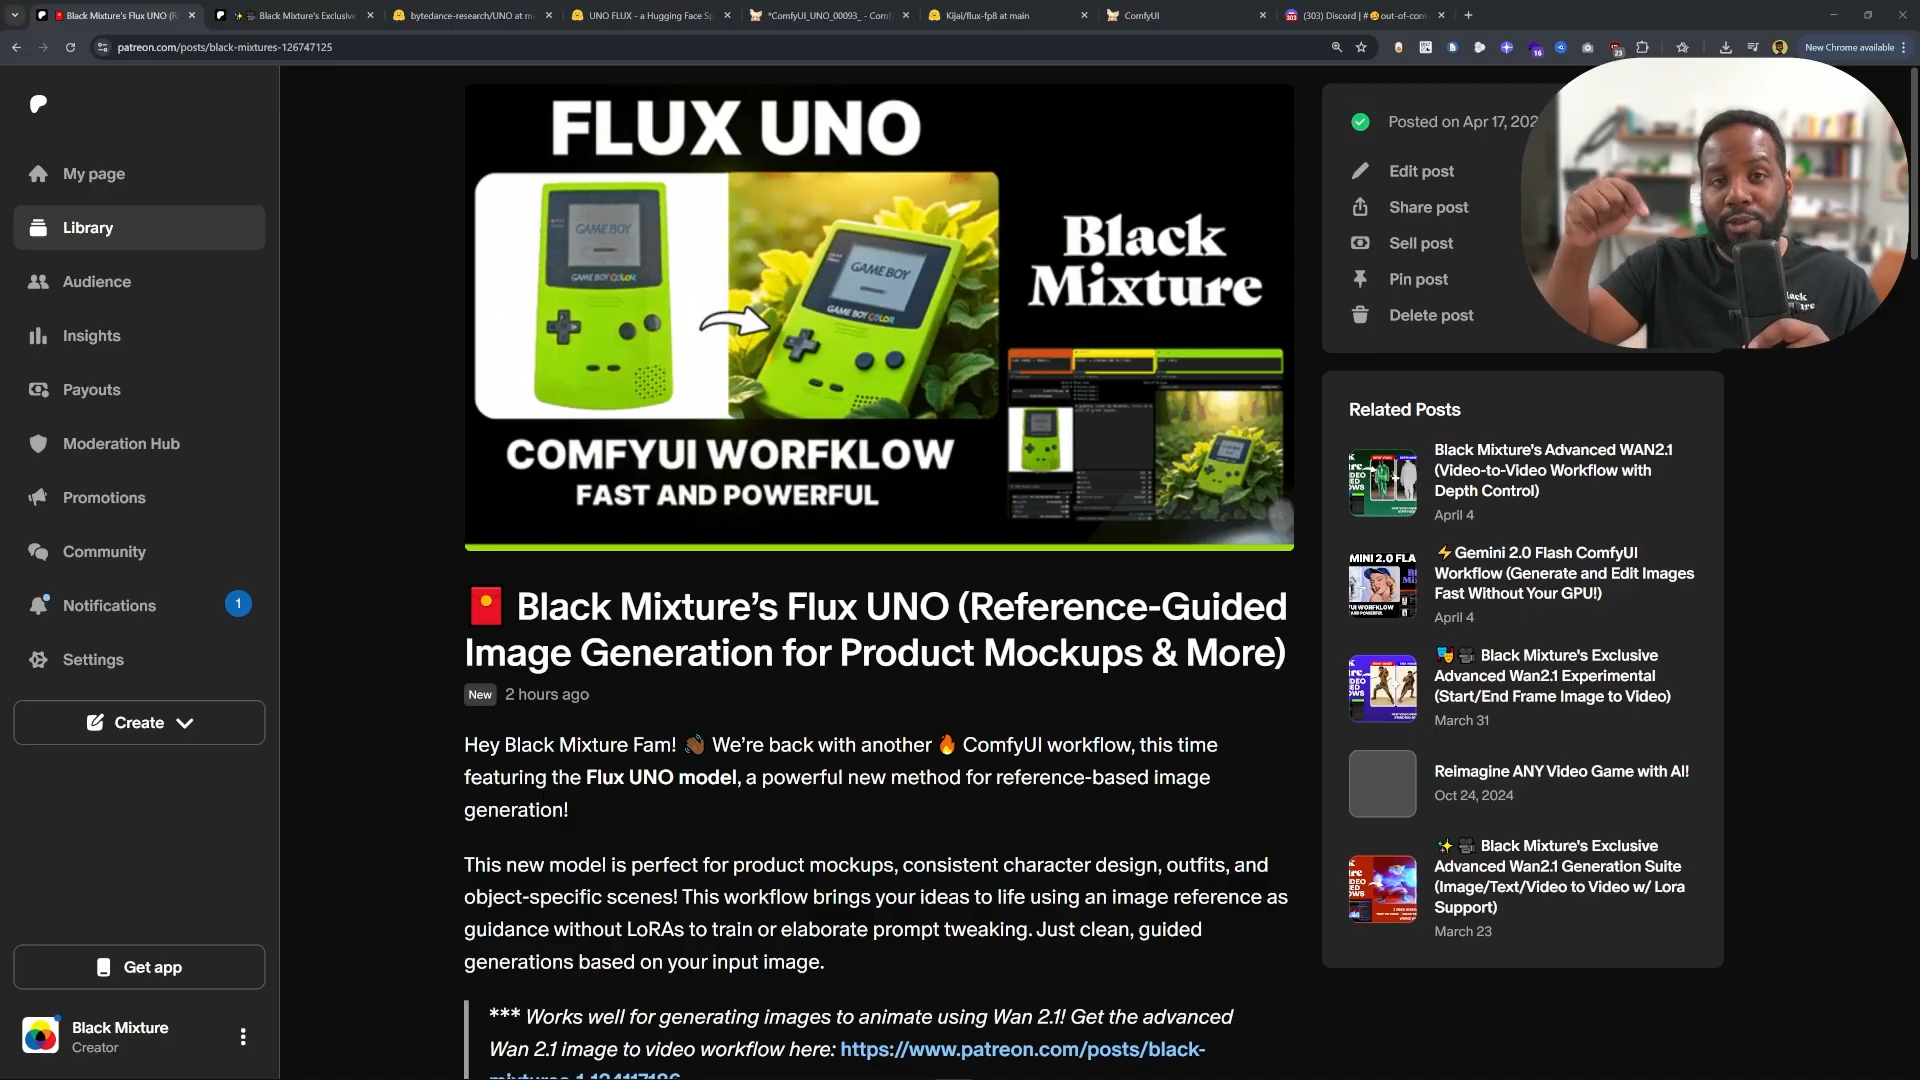 Black Mixture's Flux UNO (R
Black Mixture's Exclusive
bytedance-research/UNO at m
UNO FLUX - a Hugging Face Sp
*ComfyUI_UNO_00093_ - Com
Kijai/flux-fp8 at main
ComfyUI
(303) Discord | #
out-of-con
patreon.com/posts/black-mixtures-126747125
16
23
New Chrome available
My page
Library
Audience
Insights
Payouts
Moderation Hub
Promotions
Community
Notifications
1
Settings
Create
Get app
Black Mixture
Creator
FLUX UNO
GAME BOY
GAME BOY COLOR
GAME BOY
GAME BOY COLOR
Black
Mixture
COMFYUI WORFKLOW
FAST AND POWERFUL
🧧 Black Mixture's Flux UNO (Reference-Guided
Image Generation for Product Mockups & More)
New 2 hours ago
Hey Black Mixture Fam! 👋🏾 We're back with another 🔥 ComfyUI workflow, this time
featuring the Flux UNO model, a powerful new method for reference-based image
generation!
This new model is perfect for product mockups, consistent character design, outfits, and
object-specific scenes! This workflow brings your ideas to life using an image reference as
guidance without LoRAs to train or elaborate prompt tweaking. Just clean, guided
generations based on your input image.
*** Works well for generating images to animate using Wan 2.1! Get the advanced
Wan 2.1 image to video workflow here: https://www.patreon.com/posts/black-
mixtures-1-124117186
Posted on Apr 17, 202
Edit post
Share post
Sell post
Pin post
Delete post
Related Posts
Black Mixture's Advanced WAN2.1
(Video-to-Video Workflow with
Depth Control)
April 4
⚡Gemini 2.0 Flash ComfyUI
Workflow (Generate and Edit Images
Fast Without Your GPU!)
April 4
🎭 🎥 Black Mixture's Exclusive
Advanced Wan2.1 Experimental
(Start/End Frame Image to Video)
March 31
Reimagine ANY Video Game with AI!
Oct 24, 2024
✨ 🎥 Black Mixture's Exclusive
Advanced Wan2.1 Generation Suite
(Image/Text/Video to Video w/ Lora
Support)
March 23